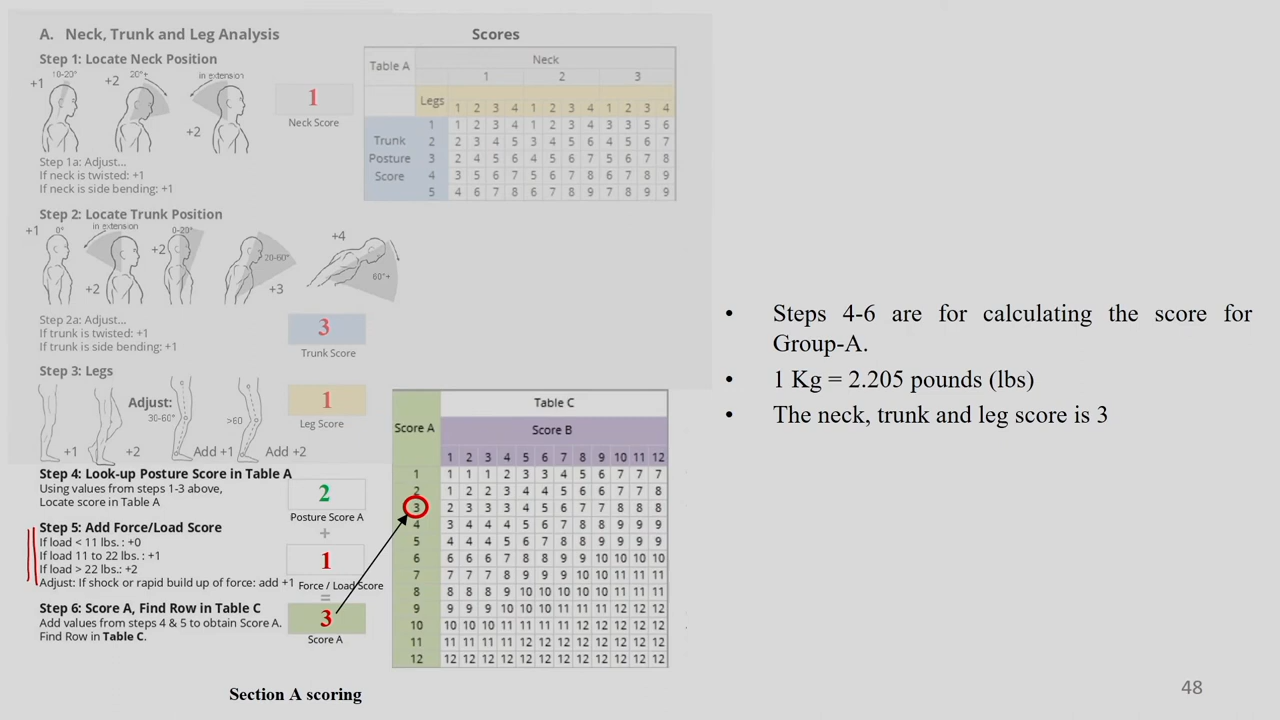 A. Neck, Trunk and Leg Analysis
Step 1: Locate Neck Position
+1 10-20° +2 20°+ in extension +2
1
Neck Score
Step 1a: Adjust...
If neck is twisted: +1
If neck is side bending: +1
Step 2: Locate Trunk Position
+1 0° in extension +2 +2 0-20° 20-60° +3 +4 60°+
Step 2a: Adjust...
If trunk is twisted: +1
If trunk is side bending: +1
3
Trunk Score
Step 3: Legs
Adjust:
30-60° >60
+1 +2 Add +1 Add +2
1
Leg Score
Step 4: Look-up Posture Score in Table A
Using values from steps 1-3 above,
Locate score in Table A
2
Posture Score A
+
Step 5: Add Force/Load Score
If load < 11 lbs. : +0
If load 11 to 22 lbs. : +1
If load > 22 lbs.: +2
Adjust: If shock or rapid build up of force: add +1
1
Force / Load Score
=
Step 6: Score A, Find Row in Table C
Add values from steps 4 & 5 to obtain Score A.
Find Row in Table C.
3
Score A
Scores
Table A Neck
1 2 3
Legs 1 2 3 4 1 2 3 4 1 2 3 4
Trunk Posture Score
1 1 2 3 4 1 2 3 4 3 3 5 6
2 2 3 4 5 3 4 5 6 4 5 6 7
3 2 4 5 6 4 5 6 7 5 6 7 8
4 3 5 6 7 5 6 7 8 6 7 8 9
5 4 6 7 8 6 7 8 9 7 8 9 9
Table C
Score A Score B
1 2 3 4 5 6 7 8 9 10 11 12
1 1 1 1 2 3 3 4 5 6 7 7 7
2 1 2 2 3 4 4 5 6 6 7 7 8
3 2 3 3 3 4 5 6 7 7 8 8 8
4 3 4 4 4 5 6 7 8 8 9 9 9
5 4 4 4 5 6 7 8 8 9 9 9 9
6 6 6 6 7 8 8 9 9 10 10 10 10
7 7 7 7 8 9 9 9 10 10 11 11 11
8 8 8 8 9 10 10 10 10 10 11 11 11
9 9 9 9 10 10 10 11 11 11 12 12 12
10 10 10 10 11 11 11 11 12 12 12 12 12
11 11 11 11 11 12 12 12 12 12 12 12 12
12 12 12 12 12 12 12 12 12 12 12 12 12
Section A scoring
• Steps 4-6 are for calculating the score for
Group-A.
• 1 Kg = 2.205 pounds (lbs)
• The neck, trunk and leg score is 3
48